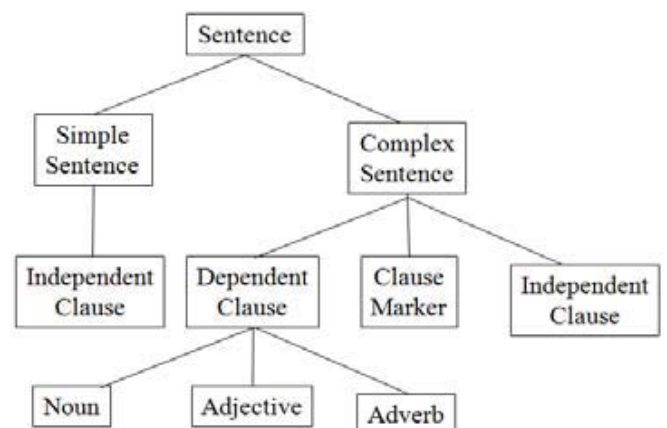 Sentence
Simple
Sentence
Complex
Sentence
Independent
Clause
Dependent
Clause
Clause
Marker
Independent
Clause
Noun
Adjective
Adverb